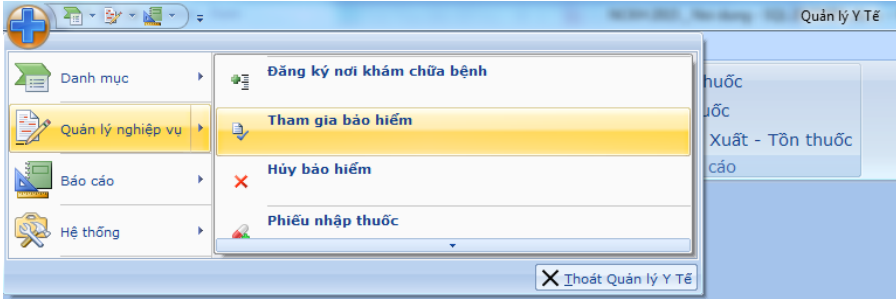 Quản lý Y Tế
Danh mục
Quản lý nghiệp vụ
Báo cáo
Hệ thống
Đăng ký nơi khám chữa bệnh
Tham gia bảo hiểm
Hủy bảo hiểm
Phiếu nhập thuốc
Thoát Quản lý Y Tế
huốc
uốc
Xuất - Tồn thuốc
cáo